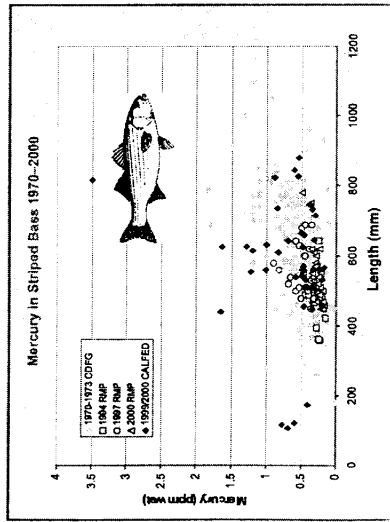 Mercury in Striped Bass 1970-2000
4
3.5
3
2.5
2
1.5
1
0.5
0
Mercury (ppm wet)
1970-1973 CDFG
1994 RMP
1997 RMP
2000 RMP
1999/2000 CALFED
0
200
400
600
800
1000
1200
Length (mm)